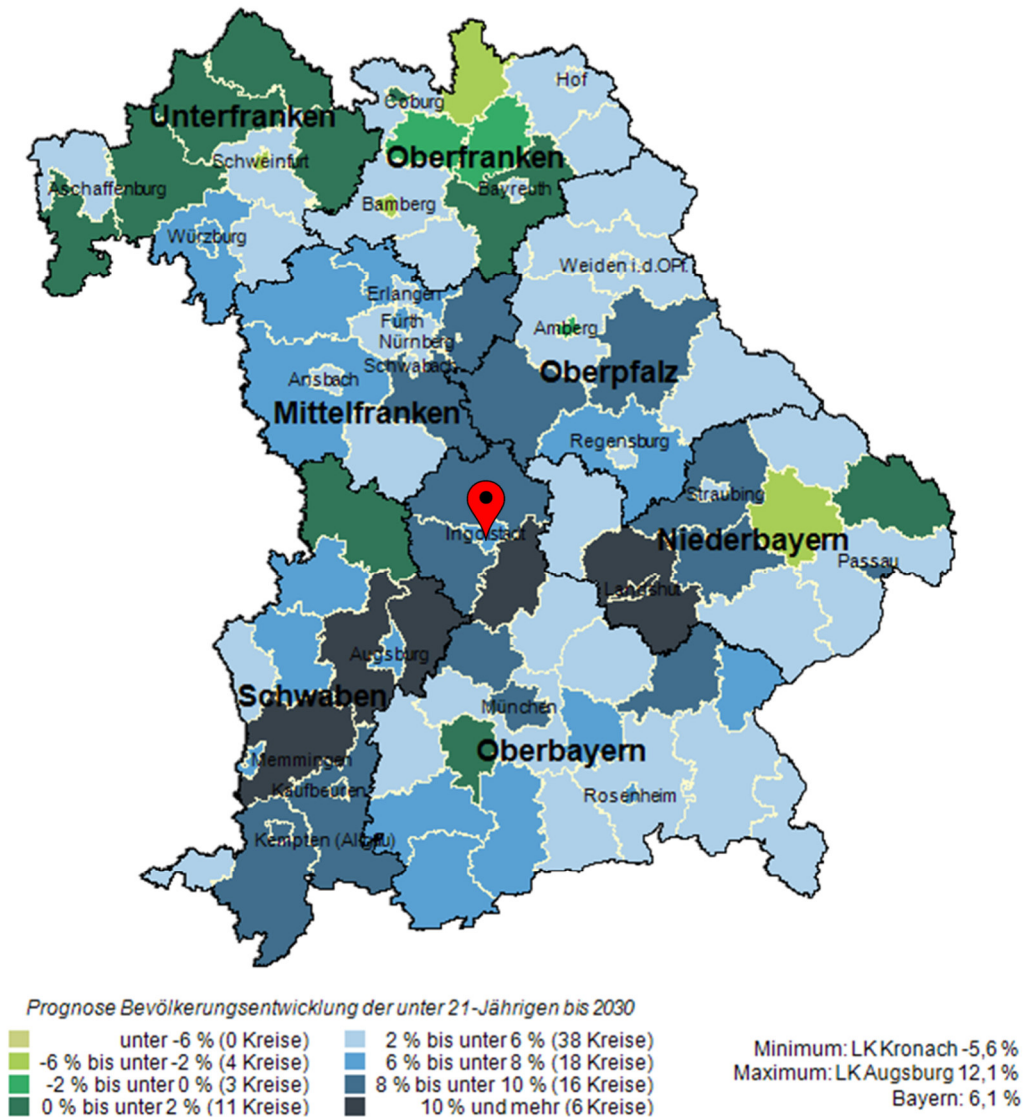 Unterfranken
Coburg
Hof
Schweinfurt
Oberfranken
Aschaffenburg
Bayreuth
Bamberg
Würzburg
Weiden i.d.OPf.
Erlangen
Fürth
Amberg
Nürnberg
Schwabach
Oberpfalz
Ansbach
Mittelfranken
Regensburg
Straubing
Ingolstadt
Niederbayern
Passau
Landshut
Augsburg
Schwaben
München
Oberbayern
Memmingen
Kaufbeuren
Rosenheim
Kempten (Allgäu)
Prognose Bevölkerungsentwicklung der unter 21-Jährigen bis 2030
unter -6 % (0 Kreise)
-6 % bis unter -2 % (4 Kreise)
-2 % bis unter 0 % (3 Kreise)
0 % bis unter 2 % (11 Kreise)
2 % bis unter 6 % (38 Kreise)
6 % bis unter 8 % (18 Kreise)
8 % bis unter 10 % (16 Kreise)
10 % und mehr (6 Kreise)
Minimum: LK Kronach -5,6 %
Maximum: LK Augsburg 12,1 %
Bayern: 6,1 %